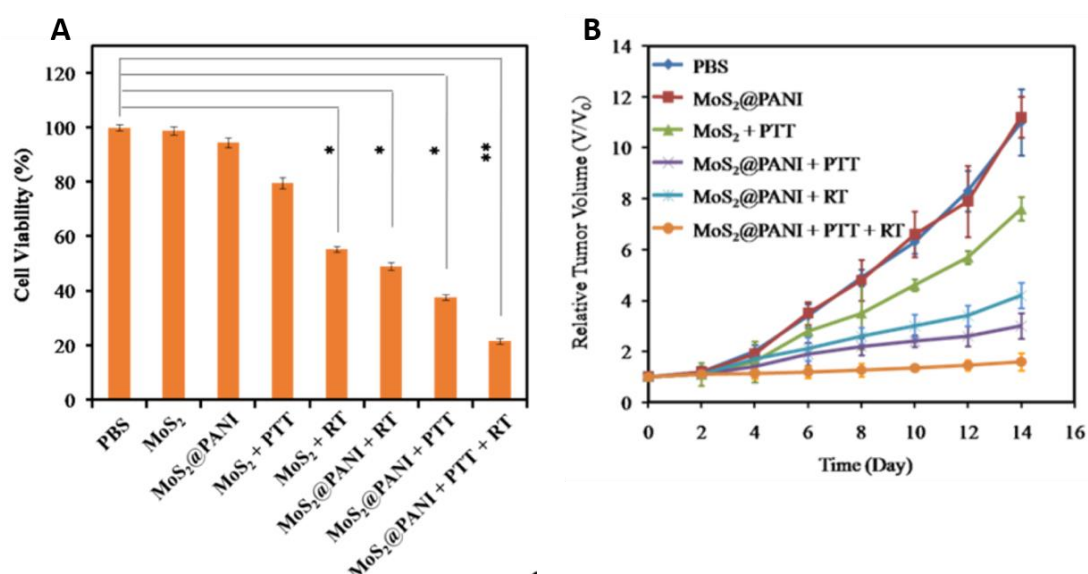 A
Cell Viability (%)
120
100
80
60
40
20
0
*
*
*
**
PBS
MoS₂
MoS₂@PANI
MoS₂ + PTT
MoS₂ + RT
MoS₂@PANI + RT
MoS₂@PANI + PTT
MoS₂@PANI + PTT + RT
B
Relative Tumor Volume (V/V₀)
14
12
10
8
6
4
2
0
PBS
MoS₂@PANI
MoS₂ + PTT
MoS₂@PANI + PTT
MoS₂@PANI + RT
MoS₂@PANI + PTT + RT
0 2 4 6 8 10 12 14 16
Time (Day)